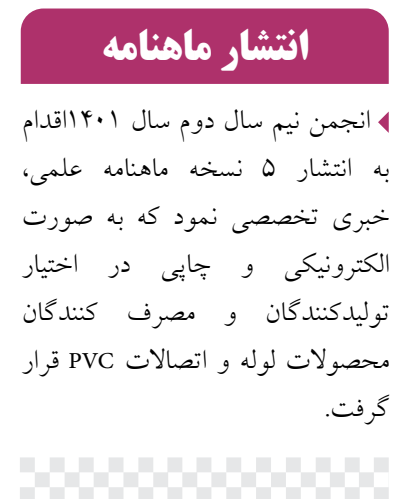 انتشار ماهنامه
انجمن نیم سال دوم سال ۱۴۰۱اقدام
به انتشار ۵ نسخه ماهنامه علمی،
خبری تخصصی نمود که به صورت
الکترونیکی و چاپی در اختیار
تولیدکنندگان و مصرف کنندگان
محصولات لوله و اتصالات PVC قرار
گرفت.